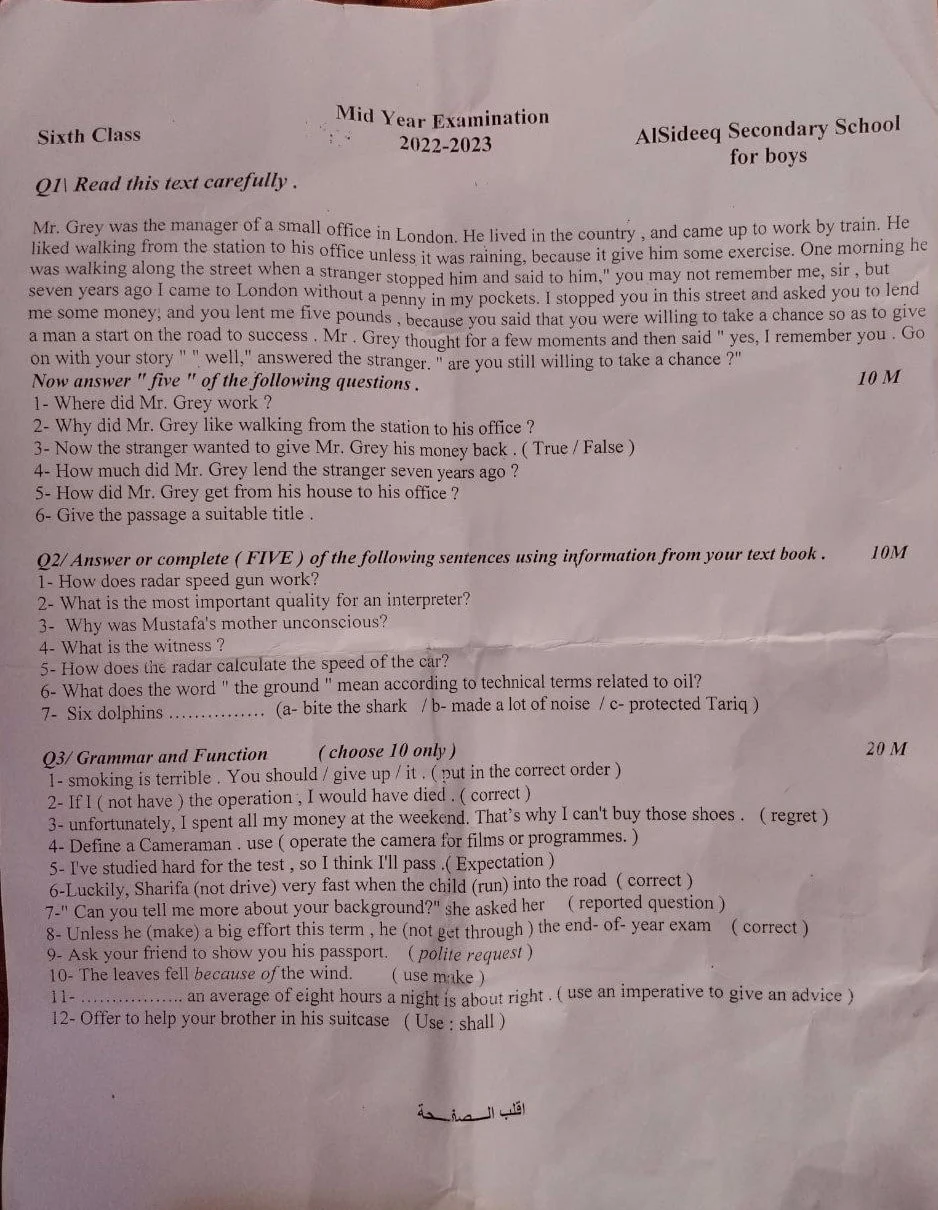 Mid Year Examination
Sixth Class
2022-2023
AlSideeq Secondary School
for boys
Q1\ Read this text carefully .
Mr. Grey was the manager of a small office in London. He lived in the country , and came up to work by train. He
liked walking from the station to his office unless it was raining, because it give him some exercise. One morning he
was walking along the street when a stranger stopped him and said to him," you may not remember me, sir , but
seven years ago I came to London without a penny in my pockets. I stopped you in this street and asked you to lend
me some money; and you lent me five pounds , because you said that you were willing to take a chance so as to give
a man a start on the road to success . Mr . Grey thought for a few moments and then said " yes, I remember you . Go
on with your story " " well," answered the stranger. " are you still willing to take a chance ?"
Now answer " five " of the following questions . 10 M
1- Where did Mr. Grey work ?
2- Why did Mr. Grey like walking from the station to his office ?
3- Now the stranger wanted to give Mr. Grey his money back . ( True / False )
4- How much did Mr. Grey lend the stranger seven years ago ?
5- How did Mr. Grey get from his house to his office ?
6- Give the passage a suitable title .
Q2/ Answer or complete ( FIVE ) of the following sentences using information from your text book . 10M
1- How does radar speed gun work?
2- What is the most important quality for an interpreter?
3- Why was Mustafa's mother unconscious?
4- What is the witness ?
5- How does the radar calculate the speed of the car?
6- What does the word " the ground " mean according to technical terms related to oil?
7- Six dolphins ............... (a- bite the shark / b- made a lot of noise / c- protected Tariq )
Q3/ Grammar and Function ( choose 10 only ) 20 M
1- smoking is terrible . You should / give up / it . ( put in the correct order )
2- If I ( not have ) the operation , I would have died . ( correct )
3- unfortunately, I spent all my money at the weekend. That's why I can't buy those shoes . ( regret )
4- Define a Cameraman . use ( operate the camera for films or programmes. )
5- I've studied hard for the test , so I think I'll pass .( Expectation )
6-Luckily, Sharifa (not drive) very fast when the child (run) into the road ( correct )
7-" Can you tell me more about your background?" she asked her ( reported question )
8- Unless he (make) a big effort this term , he (not get through ) the end- of- year exam ( correct )
9- Ask your friend to show you his passport. ( polite request )
10- The leaves fell because of the wind. ( use make )
11- ................. an average of eight hours a night is about right . ( use an imperative to give an advice )
12- Offer to help your brother in his suitcase ( Use : shall )
اقلب الصفحة